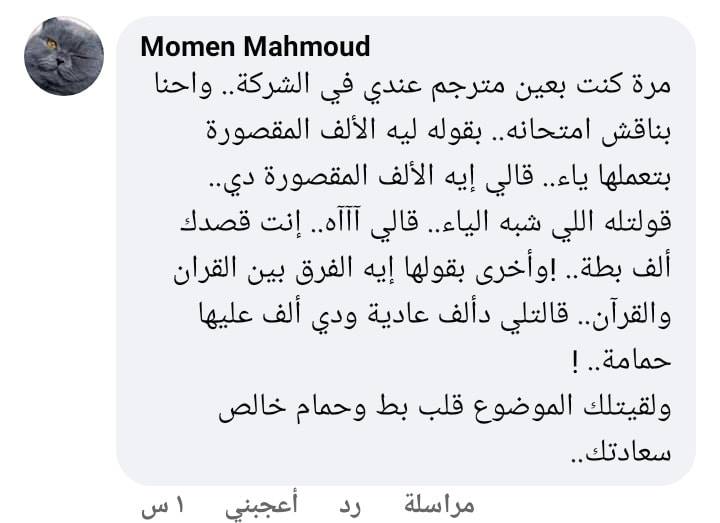 Momen Mahmoud
مرة كنت بعين مترجم عندي في الشركة.. واحنا
بناقش امتحانه.. بقوله ليه الألف المقصورة
بتعملها ياء.. قالي إيه الألف المقصورة دي..
قولتله اللي شبه الياء.. قالي آآآه.. إنت قصدك
ألف بطة.. !وأخرى بقولها إيه الفرق بين القران
والقرآن.. قالتلي دألف عادية ودي ألف عليها
حمامة.. !
ولقيتلك الموضوع قلب بط وحمام خالص
سعادتك..
١ س أعجبني رد مراسلة